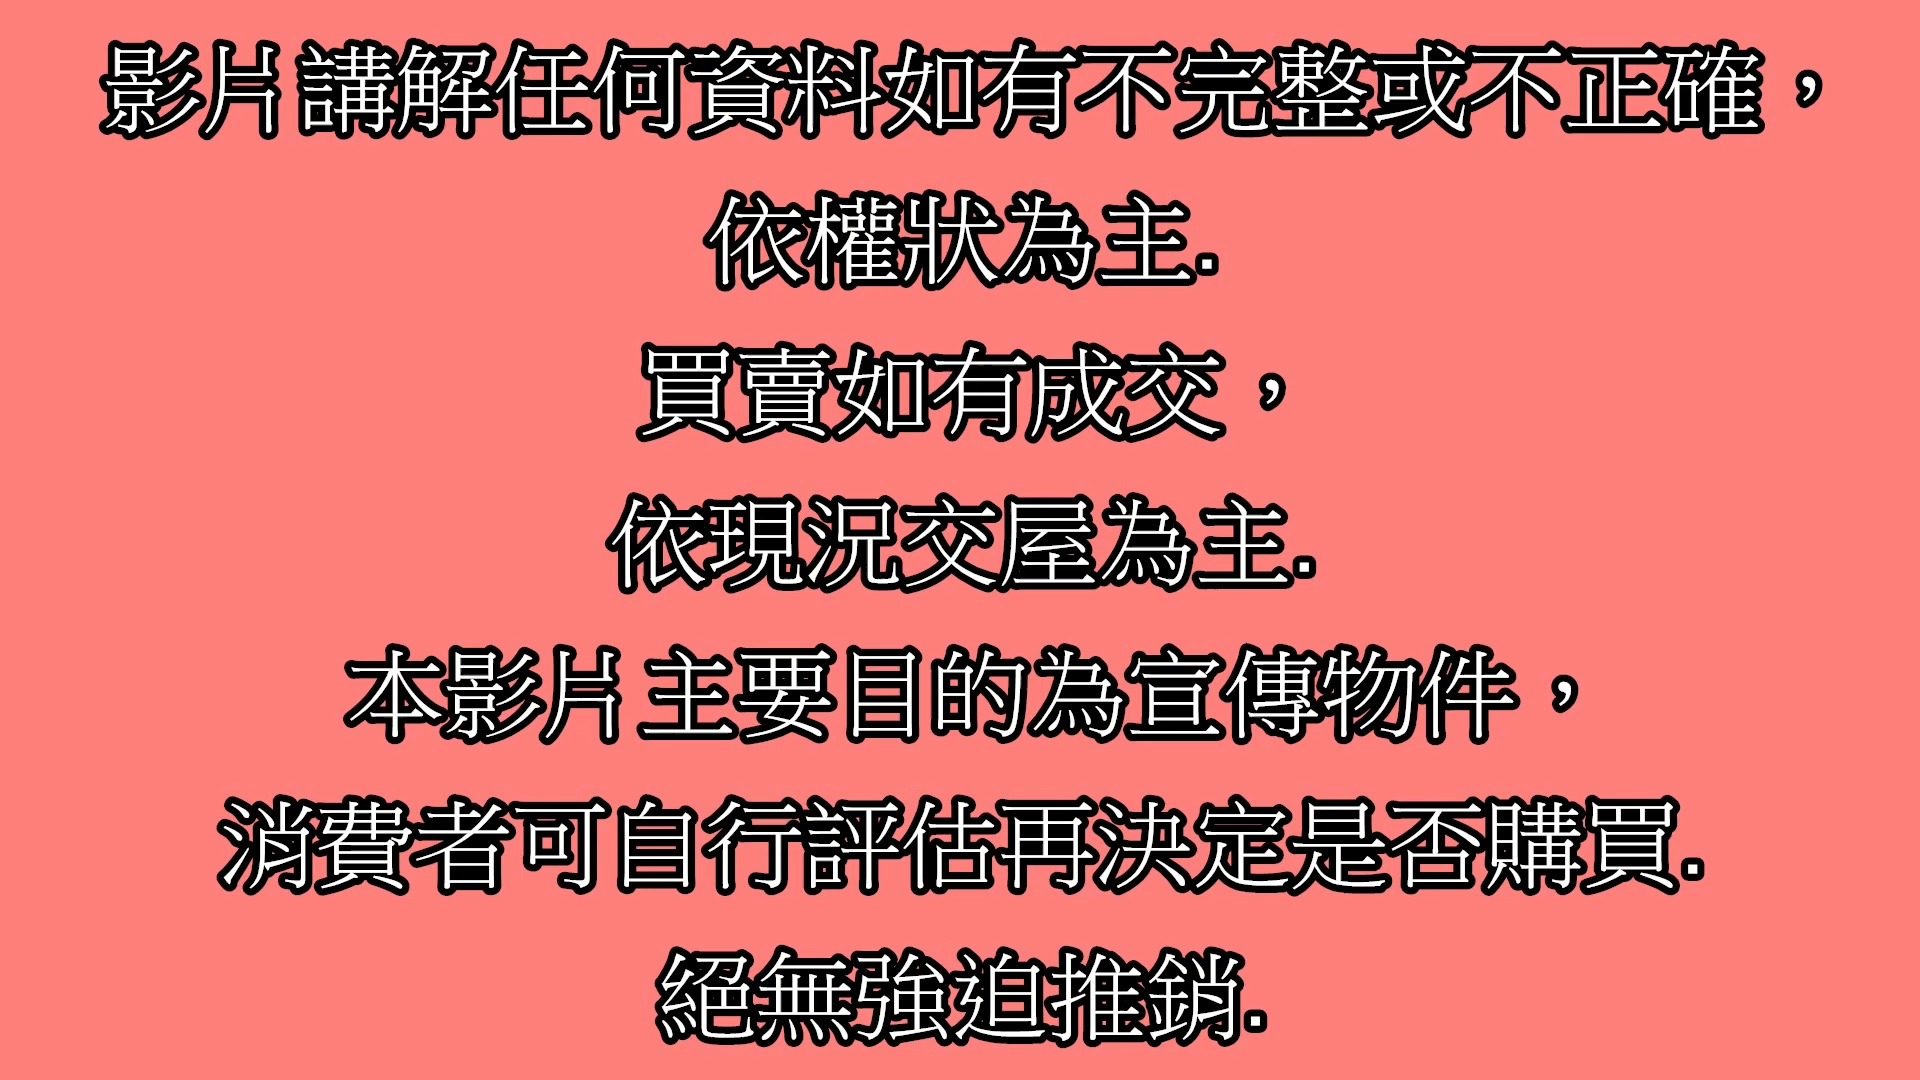 影片講解任何資料如有不完整或不正確，
依權狀為主.
買賣如有成交，
依現況交屋為主.
本影片主要目的為宣傳物件，
消費者可自行評估再決定是否購買.
絕無強迫推銷.